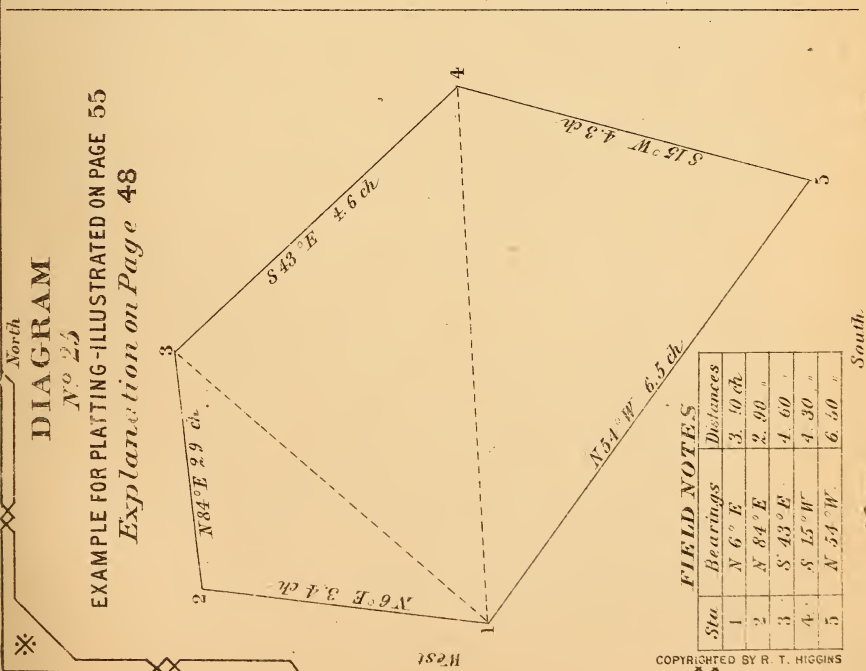 North
DIAGRAM
No 25
EXAMPLE FOR PLATTING-ILLUSTRATED ON PAGE 55
Explanation on Page 48
3
2
4
1
5
N 84° E 2.9 ch.
S 43° E 4.6 ch
N 6° E 3.4 ch
S 15° W 4.3 ch
N 54° W 6.5 ch
West
South
FIELD NOTES
Sta Bearings Distances
1 N 6° E 3.40 ch
2 N 84° E 2.90 "
3 S 43° E 4.60
4 S 15° W 4.30 "
5 N 54° W. 6.50 "
COPYRIGHTED BY R. T. HIGGINS